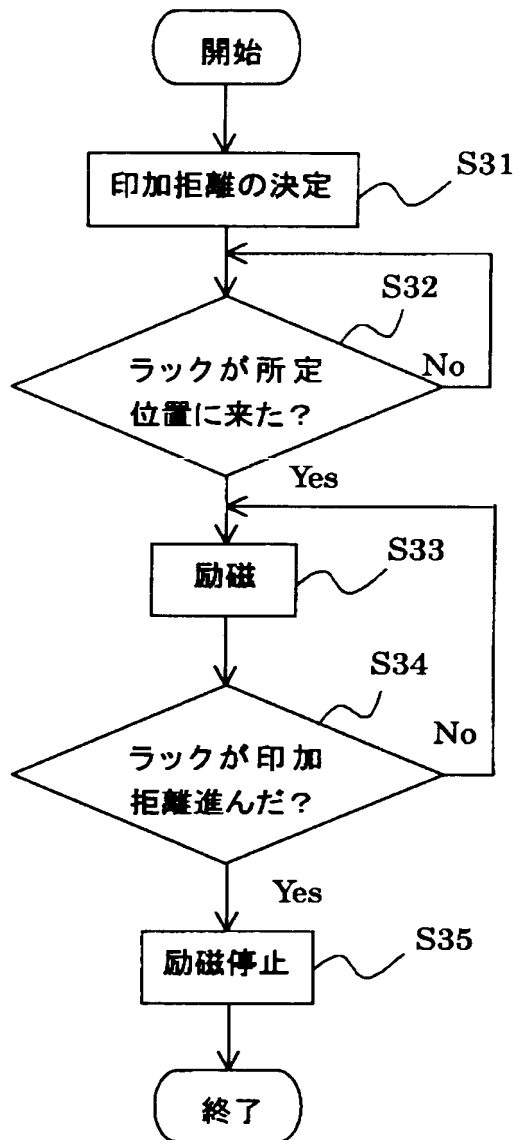 開始
印加拒離の決定
S31
S32
ラックが所定
位置に来た?
No
Yes
励磁
S33
S34
ラックが印加
拒離進んだ?
No
Yes
励磁停止
S35
終了